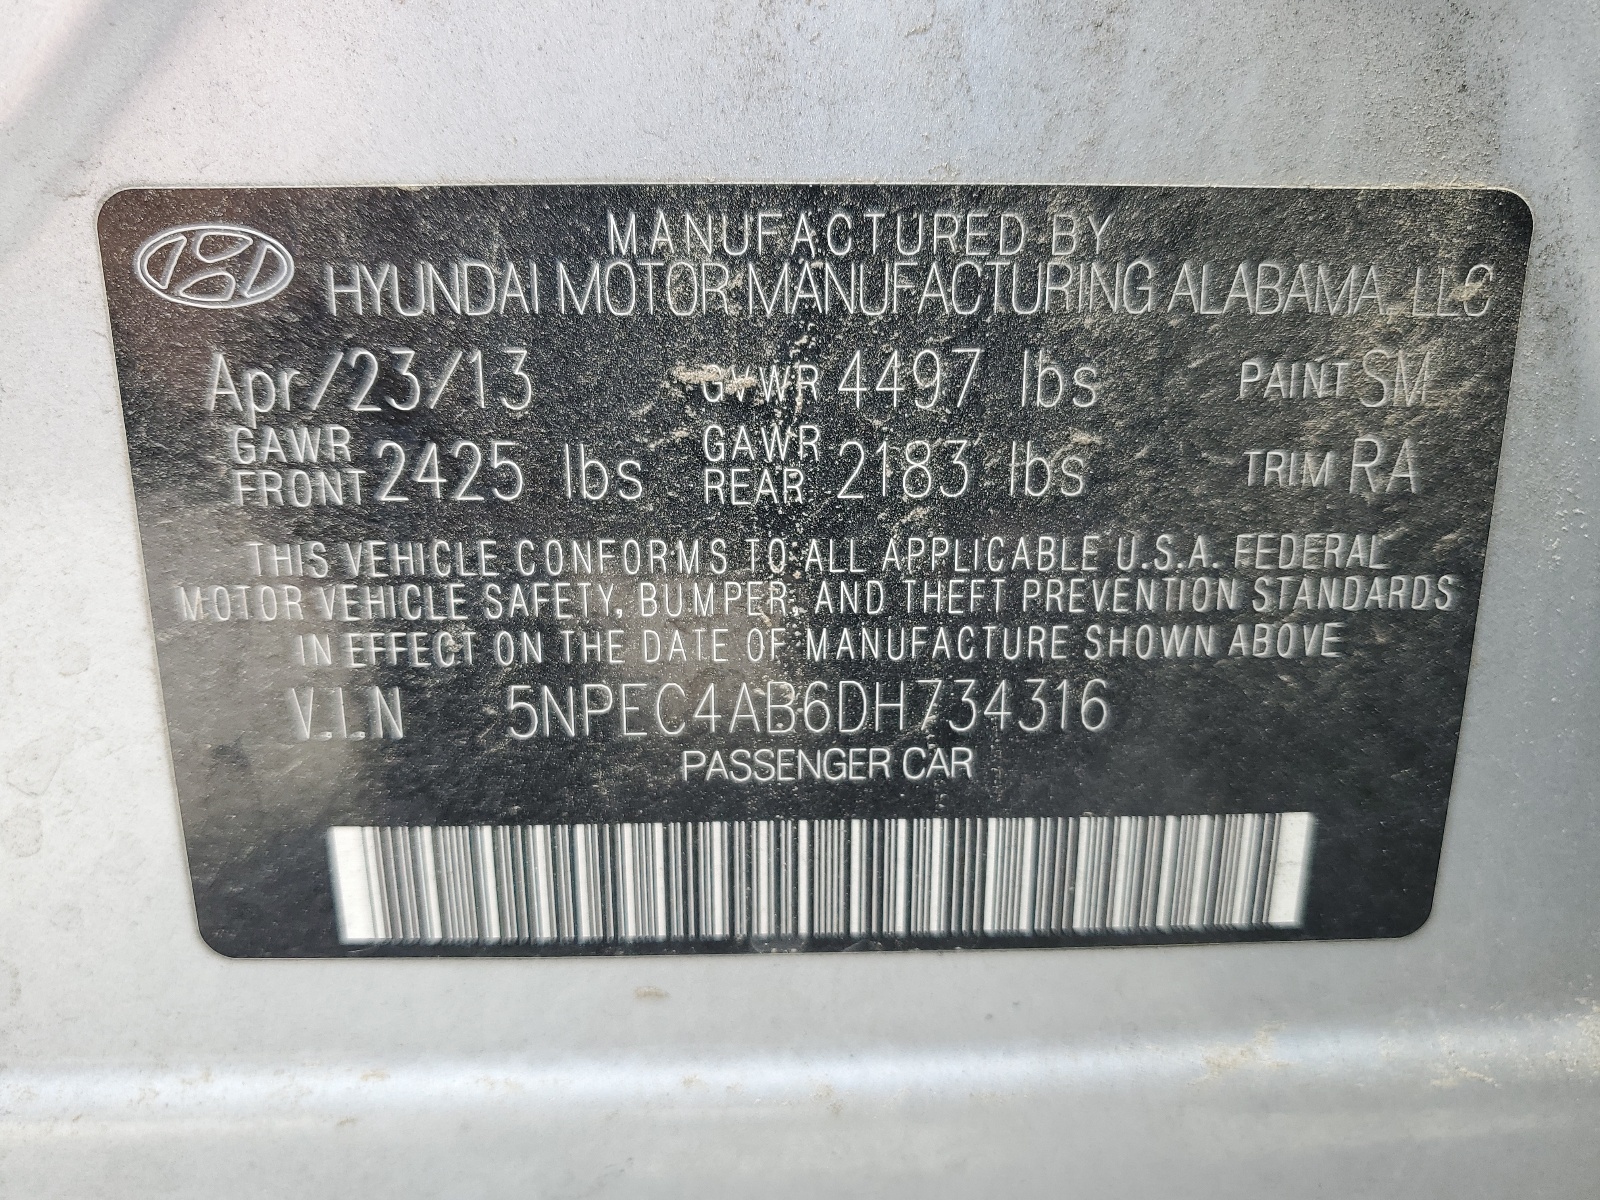 MANUFACTURED BY
HYUNDAI MOTOR MANUFACTURING ALABAMA, LLC
Apr/23/13 GVWR 4497 lbs PAINT SM
GAWR FRONT 2425 lbs GAWR REAR 2183 lbs TRIM RA
THIS VEHICLE CONFORMS TO ALL APPLICABLE U.S.A. FEDERAL
MOTOR VEHICLE SAFETY, BUMPER, AND THEFT PREVENTION STANDARDS
IN EFFECT ON THE DATE OF MANUFACTURE SHOWN ABOVE
V.I.N 5NPEC4AB6DH734316
PASSENGER CAR